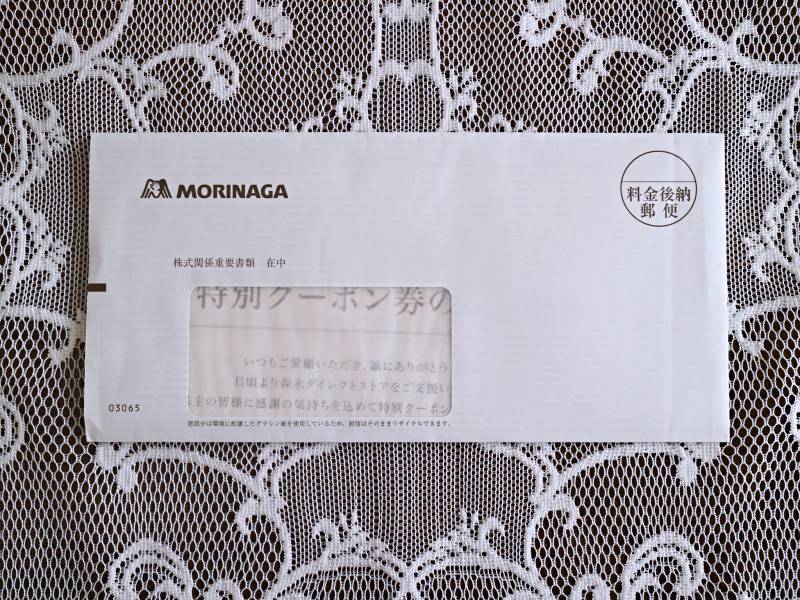 MORINAGA
料金後納
郵便
株式関係重要書類 在中
特別クーポン券の
いつもご愛顧いただき、誠にありがとう
日頃より森永ダイレクトストアをご支援い
主の皆様に感謝の気持ちを込めて特別クーポン
03065
窓部分は環境に配慮したグラシン紙を使用しているため、封筒はそのままリサイクルできます。